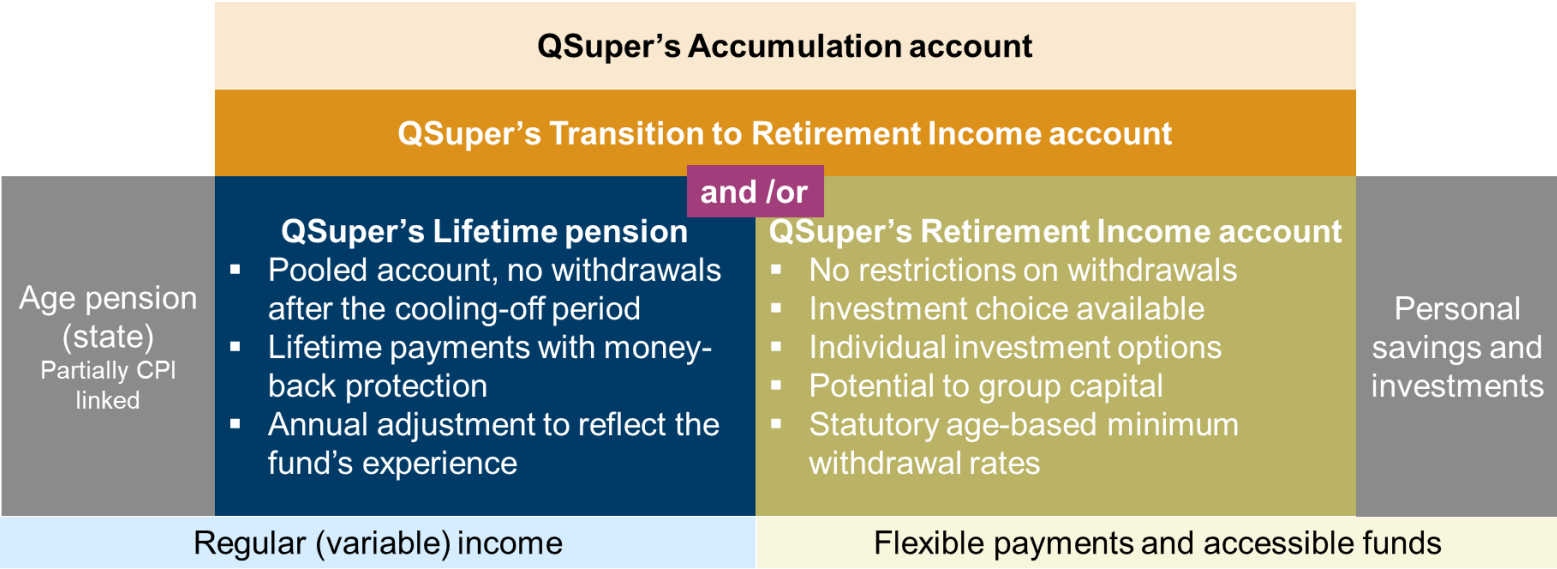 QSuper's Accumulation account
QSuper's Transition to Retirement Income account
and /or
Age pension
(state)
Partially CPI
linked
QSuper's Lifetime pension
▪ Pooled account, no withdrawals
after the cooling-off period
▪ Lifetime payments with money-
back protection
▪ Annual adjustment to reflect the
fund's experience
QSuper's Retirement Income account
▪ No restrictions on withdrawals
▪ Investment choice available
▪ Individual investment options
▪ Potential to group capital
▪ Statutory age-based minimum
withdrawal rates
Personal
savings and
investments
Regular (variable) income
Flexible payments and accessible funds